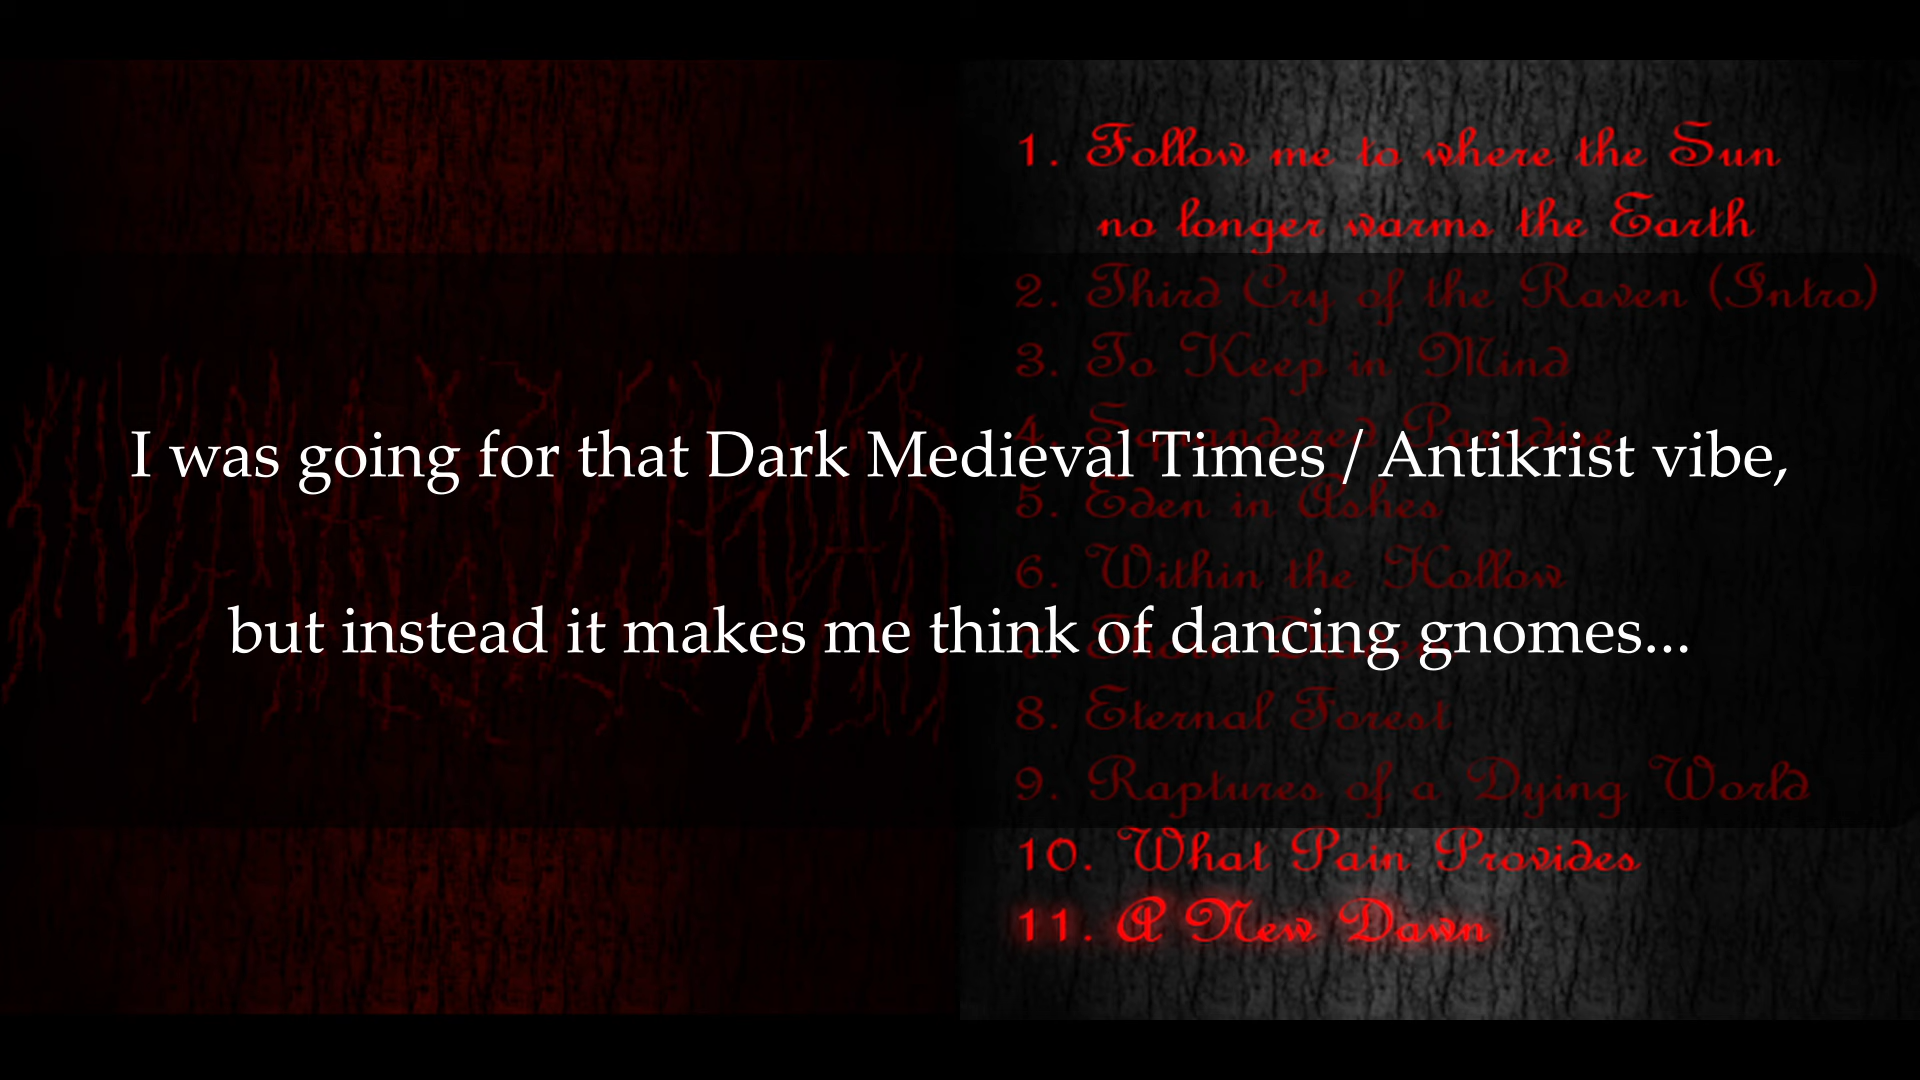 1. Follow me to where the Sun
no longer warms the Earth
2. Third Cry of the Raven (Intro)
3. To Keep in Mind
4. Squandered Paradise
I was going for that Dark Medieval Times / Antikrist vibe,
5. Eden in Ashes
6. Within the Hollow
but instead it makes me think of dancing gnomes...
8. Eternal Forest
9. Raptures of a Dying World
10. What Pain Provides
11. A New Dawn